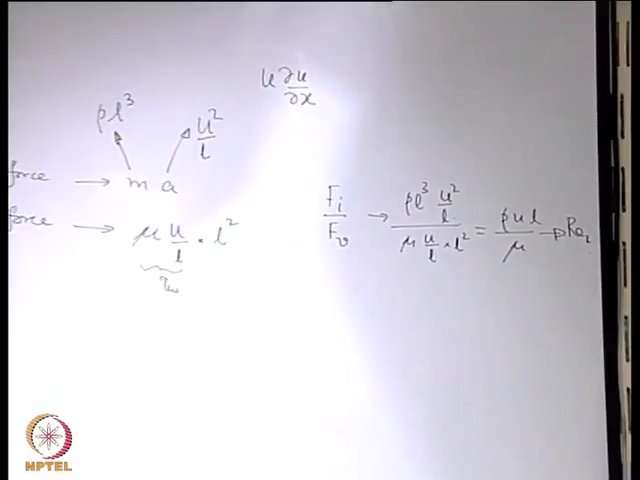 u ∂u/∂x
ρl³ u²/l
force → m a
force → μ u/l · l²
τw
Fi/Fv → ρl³ u²/l / μ u/l · l² = ρul/μ → Re
NPTEL